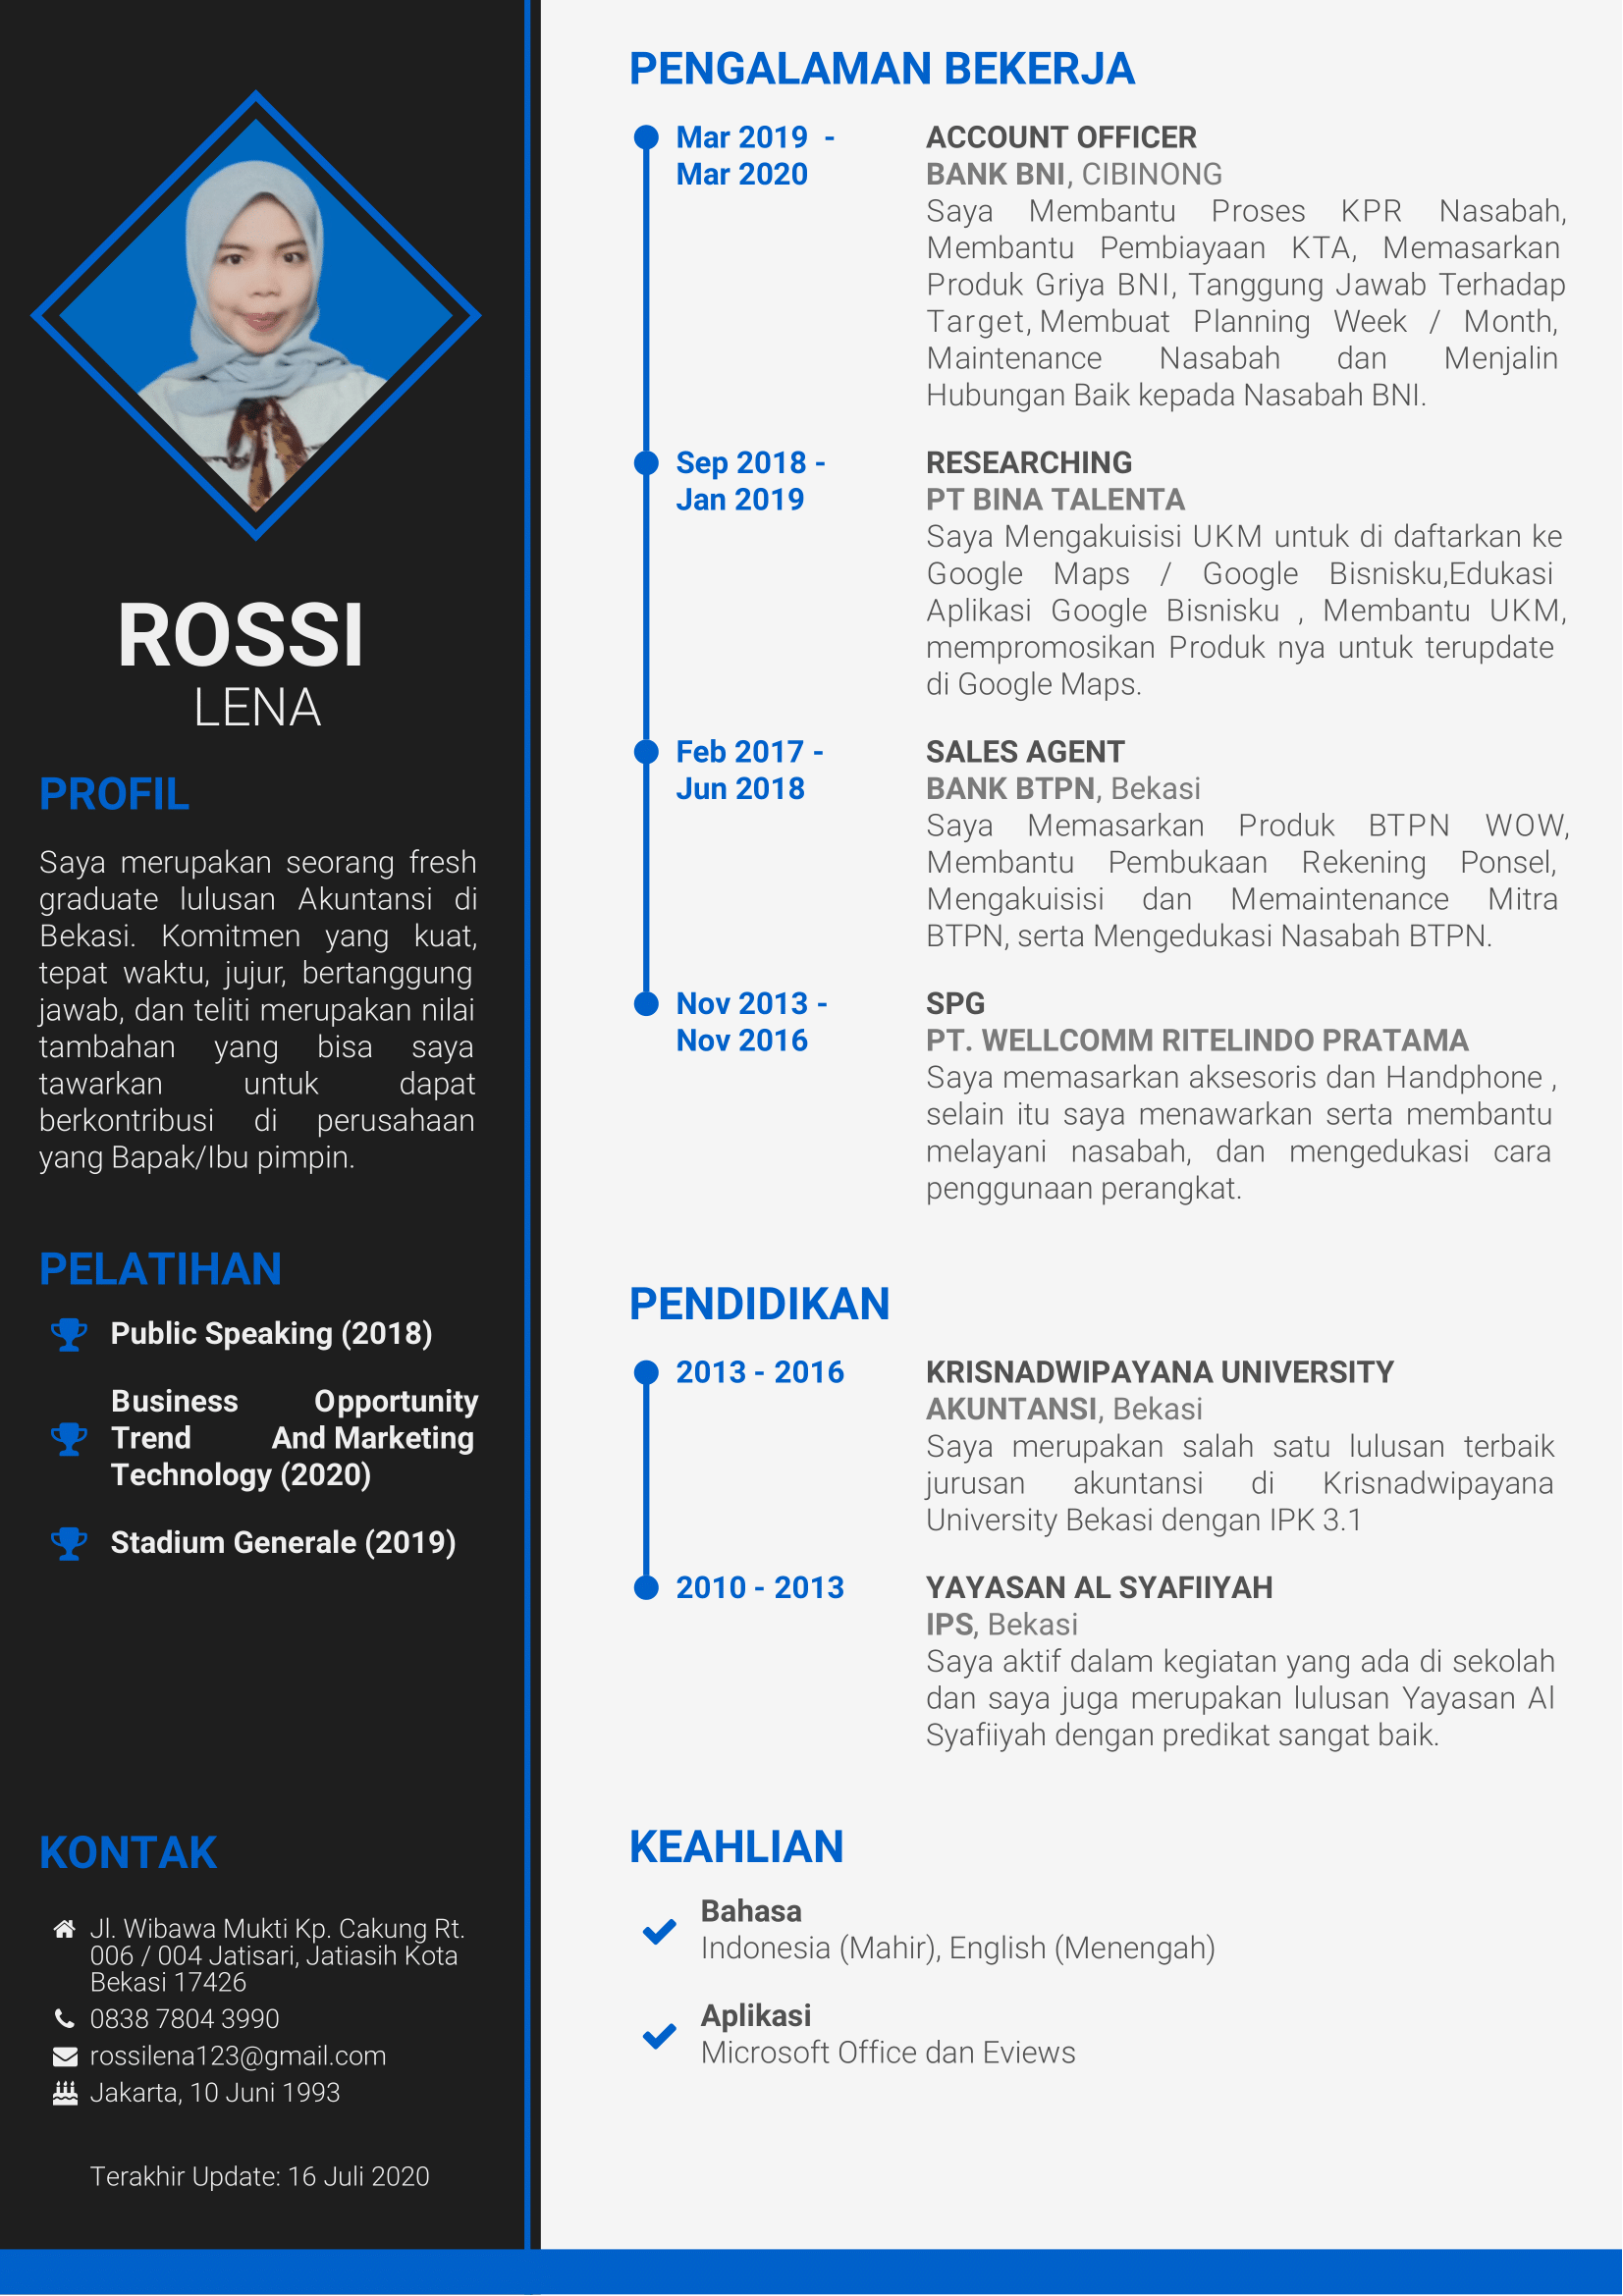 ROSSI
LENA
PROFIL
Saya merupakan seorang fresh
graduate lulusan Akuntansi di
Bekasi. Komitmen yang kuat,
tepat waktu, jujur, bertanggung
jawab, dan teliti merupakan nilai
tambahan yang bisa saya
tawarkan untuk dapat
berkontribusi di perusahaan
yang Bapak/Ibu pimpin.
PELATIHAN
Public Speaking (2018)
Business Opportunity
Trend And Marketing
Technology (2020)
Stadium Generale (2019)
KONTAK
Jl. Wibawa Mukti Kp. Cakung Rt.
006 / 004 Jatisari, Jatiasih Kota
Bekasi 17426
0838 7804 3990
rossilena123@gmail.com
Jakarta, 10 Juni 1993
Terakhir Update: 16 Juli 2020
PENGALAMAN BEKERJA
Mar 2019 -
Mar 2020
ACCOUNT OFFICER
BANK BNI, CIBINONG
Saya Membantu Proses KPR Nasabah,
Membantu Pembiayaan KTA, Memasarkan
Produk Griya BNI, Tanggung Jawab Terhadap
Target, Membuat Planning Week / Month,
Maintenance Nasabah dan Menjalin
Hubungan Baik kepada Nasabah BNI.
Sep 2018 -
Jan 2019
RESEARCHING
PT BINA TALENTA
Saya Mengakuisisi UKM untuk di daftarkan ke
Google Maps / Google Bisnisku,Edukasi
Aplikasi Google Bisnisku , Membantu UKM,
mempromosikan Produk nya untuk terupdate
di Google Maps.
Feb 2017 -
Jun 2018
SALES AGENT
BANK BTPN, Bekasi
Saya Memasarkan Produk BTPN WOW,
Membantu Pembukaan Rekening Ponsel,
Mengakuisisi dan Memaintenance Mitra
BTPN, serta Mengedukasi Nasabah BTPN.
Nov 2013 -
Nov 2016
SPG
PT. WELLCOMM RITELINDO PRATAMA
Saya memasarkan aksesoris dan Handphone ,
selain itu saya menawarkan serta membantu
melayani nasabah, dan mengedukasi cara
penggunaan perangkat.
PENDIDIKAN
2013 - 2016
KRISNADWIPAYANA UNIVERSITY
AKUNTANSI, Bekasi
Saya merupakan salah satu lulusan terbaik
jurusan akuntansi di Krisnadwipayana
University Bekasi dengan IPK 3.1
2010 - 2013
YAYASAN AL SYAFIIYAH
IPS, Bekasi
Saya aktif dalam kegiatan yang ada di sekolah
dan saya juga merupakan lulusan Yayasan Al
Syafiiyah dengan predikat sangat baik.
KEAHLIAN
Bahasa
Indonesia (Mahir), English (Menengah)
Aplikasi
Microsoft Office dan Eviews